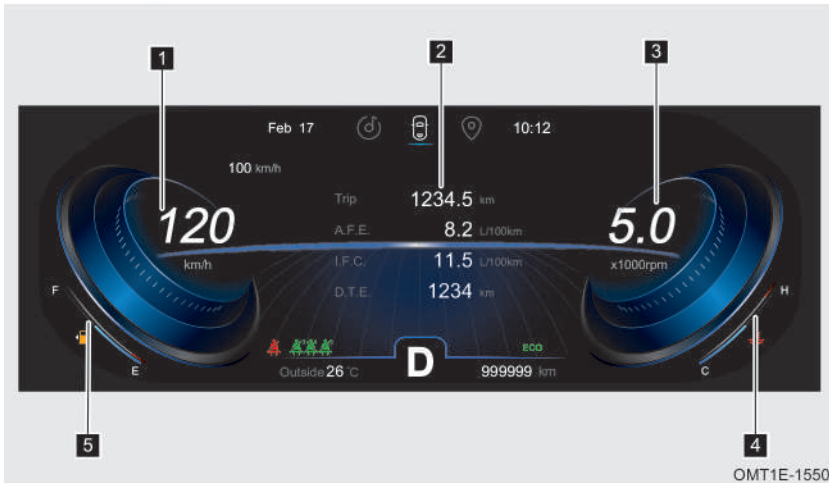 1
2
3
Feb 17
10:12
100 km/h
Trip 1234.5 km
120
km/h
A.F.E. 8.2 L/100km
5.0
x1000rpm
I.F.C. 11.5 L/100km
D.T.E. 1234 km
F
E
H
C
ECO
Outside 26 °C
D
999999 km
5
4
OMT1E-1550